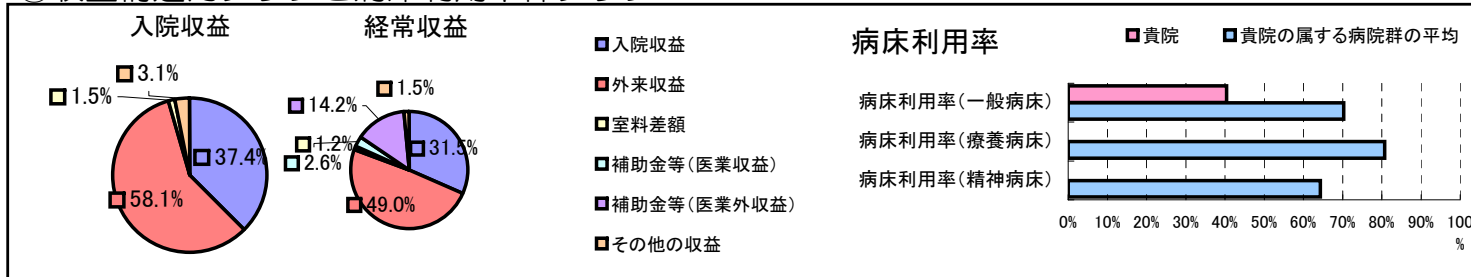 入院収益
経常収益
3.1%
1.5%
37.4%
58.1%
1.5%
14.2%
1.2%
2.6%
31.5%
49.0%
入院収益
外来収益
室料差額
補助金等(医業収益)
補助金等(医業外収益)
その他の収益
病床利用率
貴院
貴院の属する病院群の平均
病床利用率(一般病床)
病床利用率(療養病床)
病床利用率(精神病床)
0% 10% 20% 30% 40% 50% 60% 70% 80% 90% 100
%